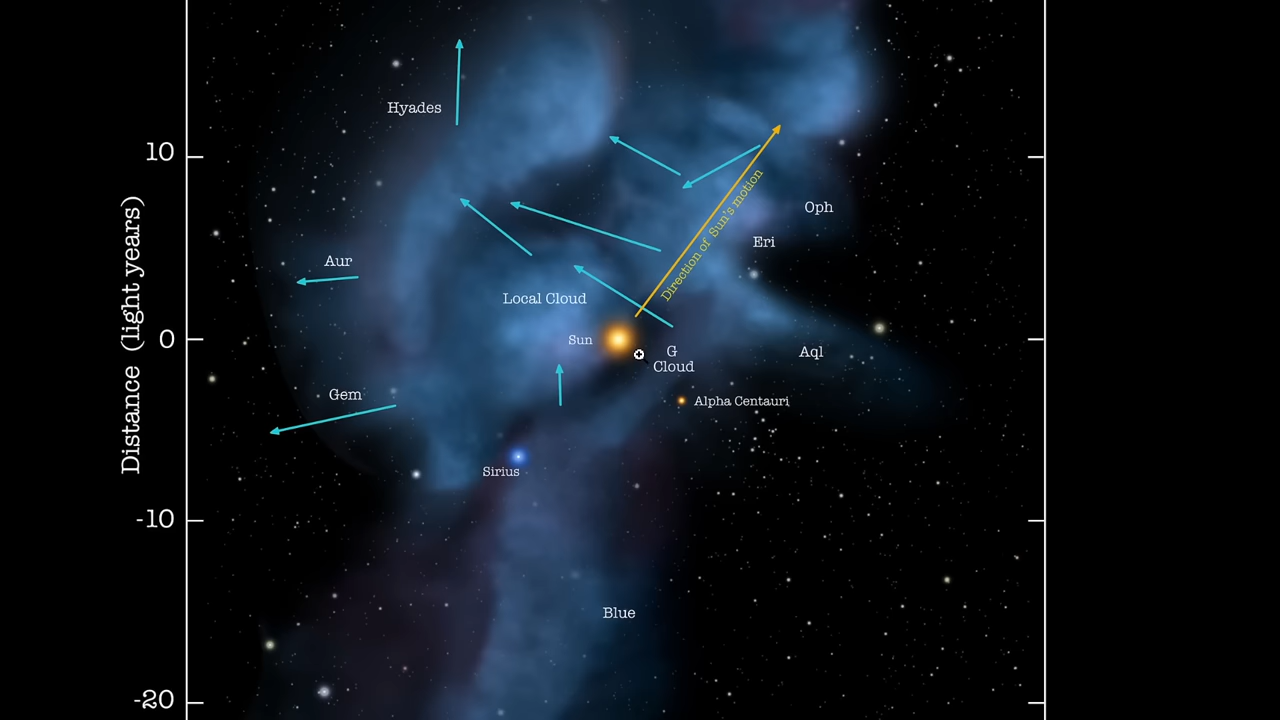 Hyades
10
Oph
Direction of Sun's motion
Eri
Aur
Local Cloud
Distance (light years)
0
Sun
G
Cloud
Aql
Gem
Alpha Centauri
Sirius
-10
Blue
-20